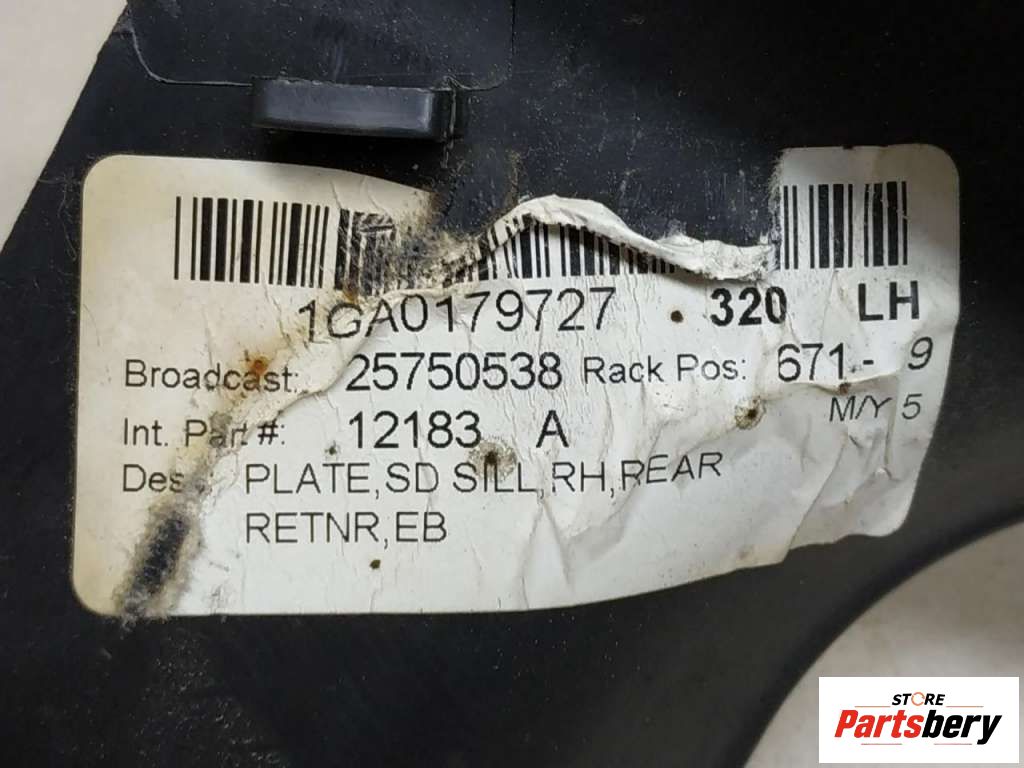 1GA0179727 320 LH
Broadcast: 25750538 Rack Pos: 671- 9
Int. Part #: 12183 A M/Y 5
Des.: PLATE,SD SILL,RH,REAR
RETNR,EB
STORE
Partsbery